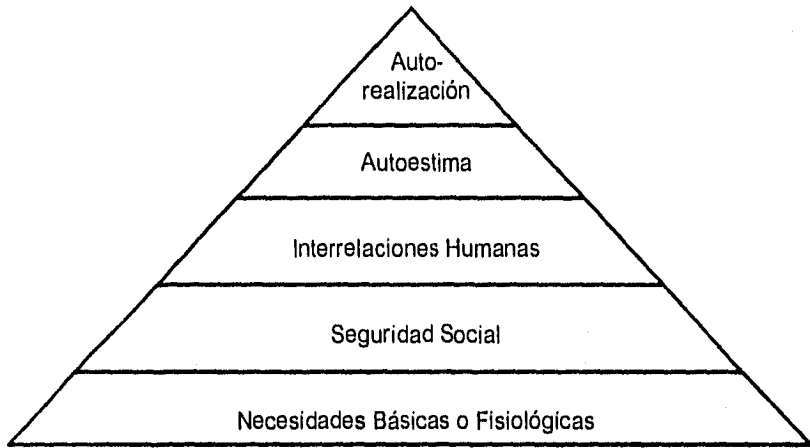 Auto-
realización
Autoestima
Interrelaciones Humanas
Seguridad Social
Necesidades Básicas o Fisiológicas